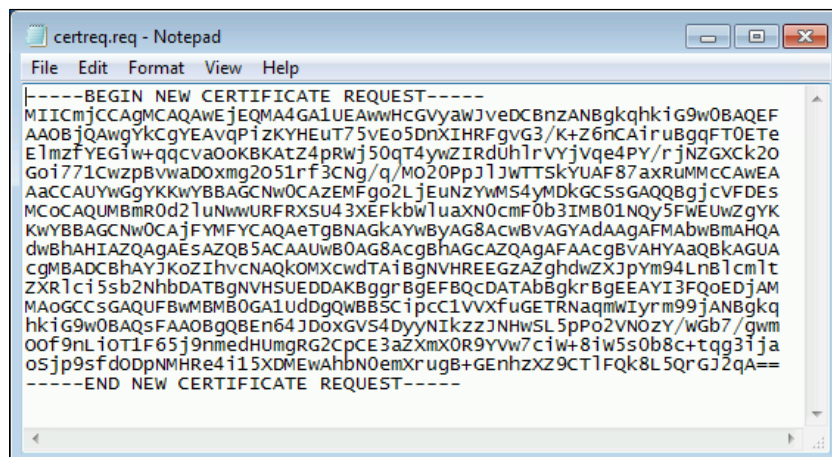 certreq.req - Notepad
File Edit Format View Help
-----BEGIN NEW CERTIFICATE REQUEST-----
MIICmjCCAgMCAQAwEjEQMA4GA1UEAwwHcGVyaWJveDCBnzANBgkqhkiG9w0BAQEF
AAOBjQAwgYkCgYEAvqPizKYHEuT75vEo5DnXIHRFgvG3/K+Z6nCAiruBgqFT0ETe
ElmzfYEGiw+qqcvaOoKBKAtZ4pRWj50qT4ywZIRdUhlrVYjVqe4PY/rjNZGXCk2O
Goi771CwzpBvwaDOxmg2O51rf3CNg/q/MO2OPpJlJWTTSkYUAF87axRuMMcCAwEA
AaCCAUYwGgYKKwYBBAGCNw0CAzEMFgo2LjEuNzYwMS4yMDkGCSsGAQQBgjcVFDEs
MCoCAQUMBmR0d2luNwwURFRXSU43XEFkbWluaXN0cmF0b3IMB01NQy5FWEUwZgYK
KwYBBAGCNw0CAjFYMFYCAQAeTgBNAGkAYwByAG8AcwBvAGYAdAAgAFMAbwBmAHQA
dwBhAHIAZQAgAEsAZQB5ACAAUwB0AG8AcgBhAGcAZQAgAFAAcgBvAHYAaQBkAGUA
cgMBADCBhAYJKoZIhvcNAQkOMXcwdTAiBgNVHREEGzAZghdwZXJpYm94LnBlcmlt
ZXRlci5sb2NhbDATBgNVHSUEDDAKBggrBgEFBQcDATAbBgkrBgEEAYI3FQoEDjAM
MAoGCCsGAQUFBwMBMB0GA1UdDgQWBBSCipcC1VVXfuGETRNaqmWIyrm99jANBgkq
hkiG9w0BAQsFAAOBgQBEn64JDoxGVS4DyyNIkzzJNHwSL5pPo2VNOzY/WGb7/gwm
OOf9nLiOT1F65j9nmedHUmgRG2CpCE3aZXmX0R9YVw7ciW+8iW5s0b8c+tqg3ija
oSjp9sfdODpNMHRe4i15XDMEwAhbN0emXrugB+GEnhzXZ9CTlFQk8L5QrGJ2qA==
-----END NEW CERTIFICATE REQUEST-----